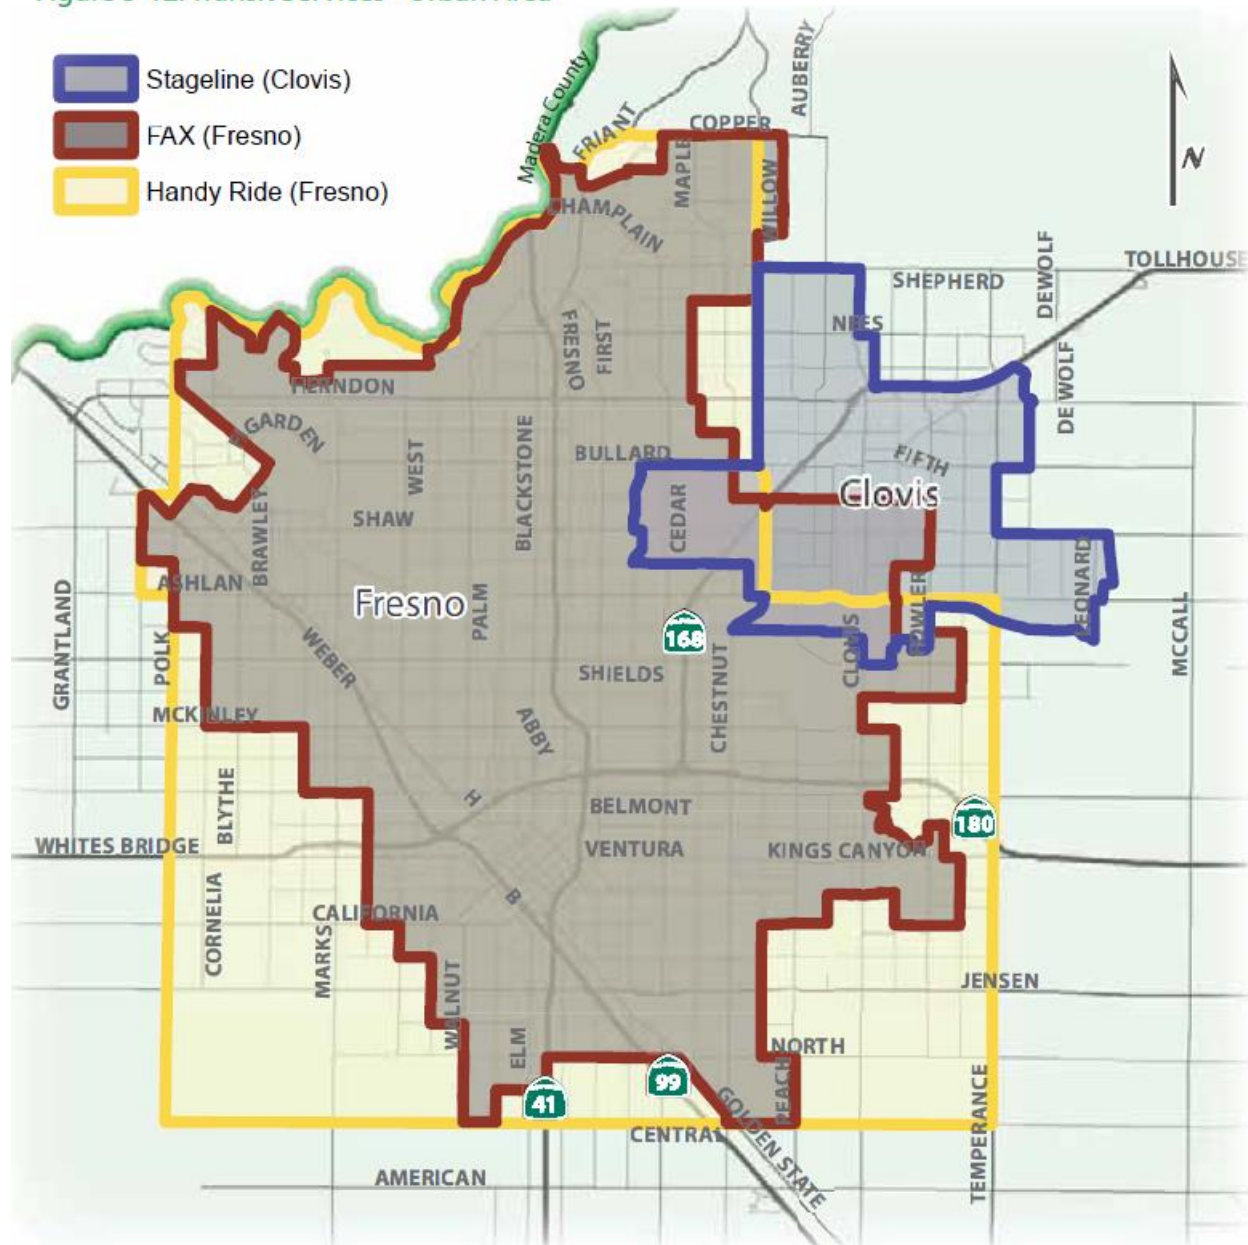 Stageline (Clovis)
FAX (Fresno)
Handy Ride (Fresno)
Madera County
FRIANT
COPPER
AUBERRY
N
MAPLE
WILLOW
CHAMPLAIN
DEWOLF
TOLLHOUSE
SHEPHERD
NEES
FRESNO
FIRST
HERNDON
DE WOLF
GARDEN
WEST
BLACKSTONE
BULLARD
FIFTH
Clovis
BRAWLEY
SHAW
CEDAR
ASHLAN
Fresno
PALM
FOWLER
LEONARD
GRANTLAND
POLK
WEBER
168
CLOVIS
MCCALL
SHIELDS
CHESTNUT
MCKINLEY
ABBY
BLYTHE
H
BELMONT
180
WHITES BRIDGE
VENTURA
KINGS CANYON
CORNELIA
B
CALIFORNIA
MARKS
WALNUT
JENSEN
ELM
NORTH
99
41
PEACH
GOLDEN STATE
CENTRAL
TEMPERANCE
AMERICAN